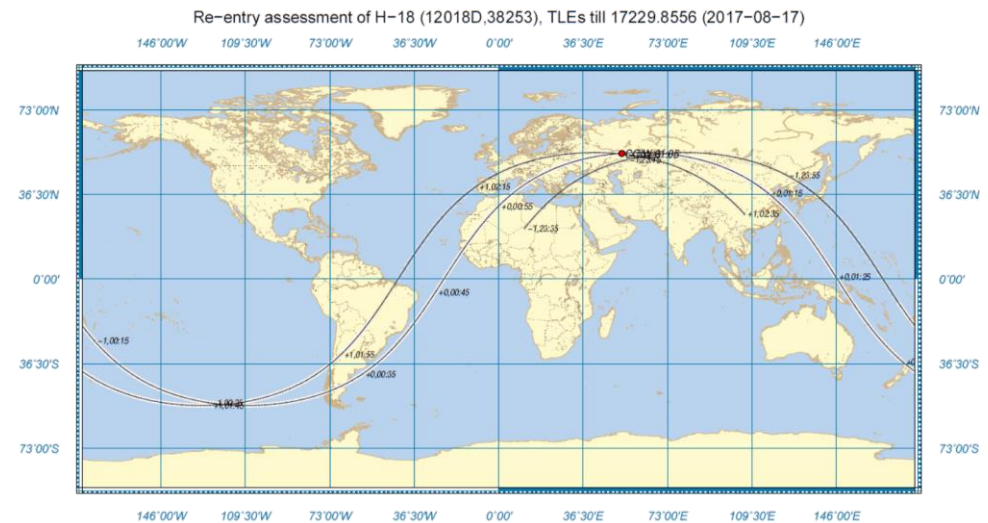 Re−entry assessment of H−18 (12018D,38253), TLEs till 17229.8556 (2017−08−17)
146˚00'W 109˚30'W 73˚00'W 36˚30'W 0˚00' 36˚30'E 73˚00'E 109˚30'E 146˚00'E
73˚00'N 73˚00'N
−1,23:55
+1,02:15 +0,01:15
36˚30'N 36˚30'N
+0,00:55 +1,02:35
−1,23:35
0˚00' +0,01:25 0˚00'
+0,00:45
−1,00:15
+1,01:55
36˚30'S 36˚30'S
+0,00:35
73˚00'S 73˚00'S
146˚00'W 109˚30'W 73˚00'W 36˚30'W 0˚00' 36˚30'E 73˚00'E 109˚30'E 146˚00'E